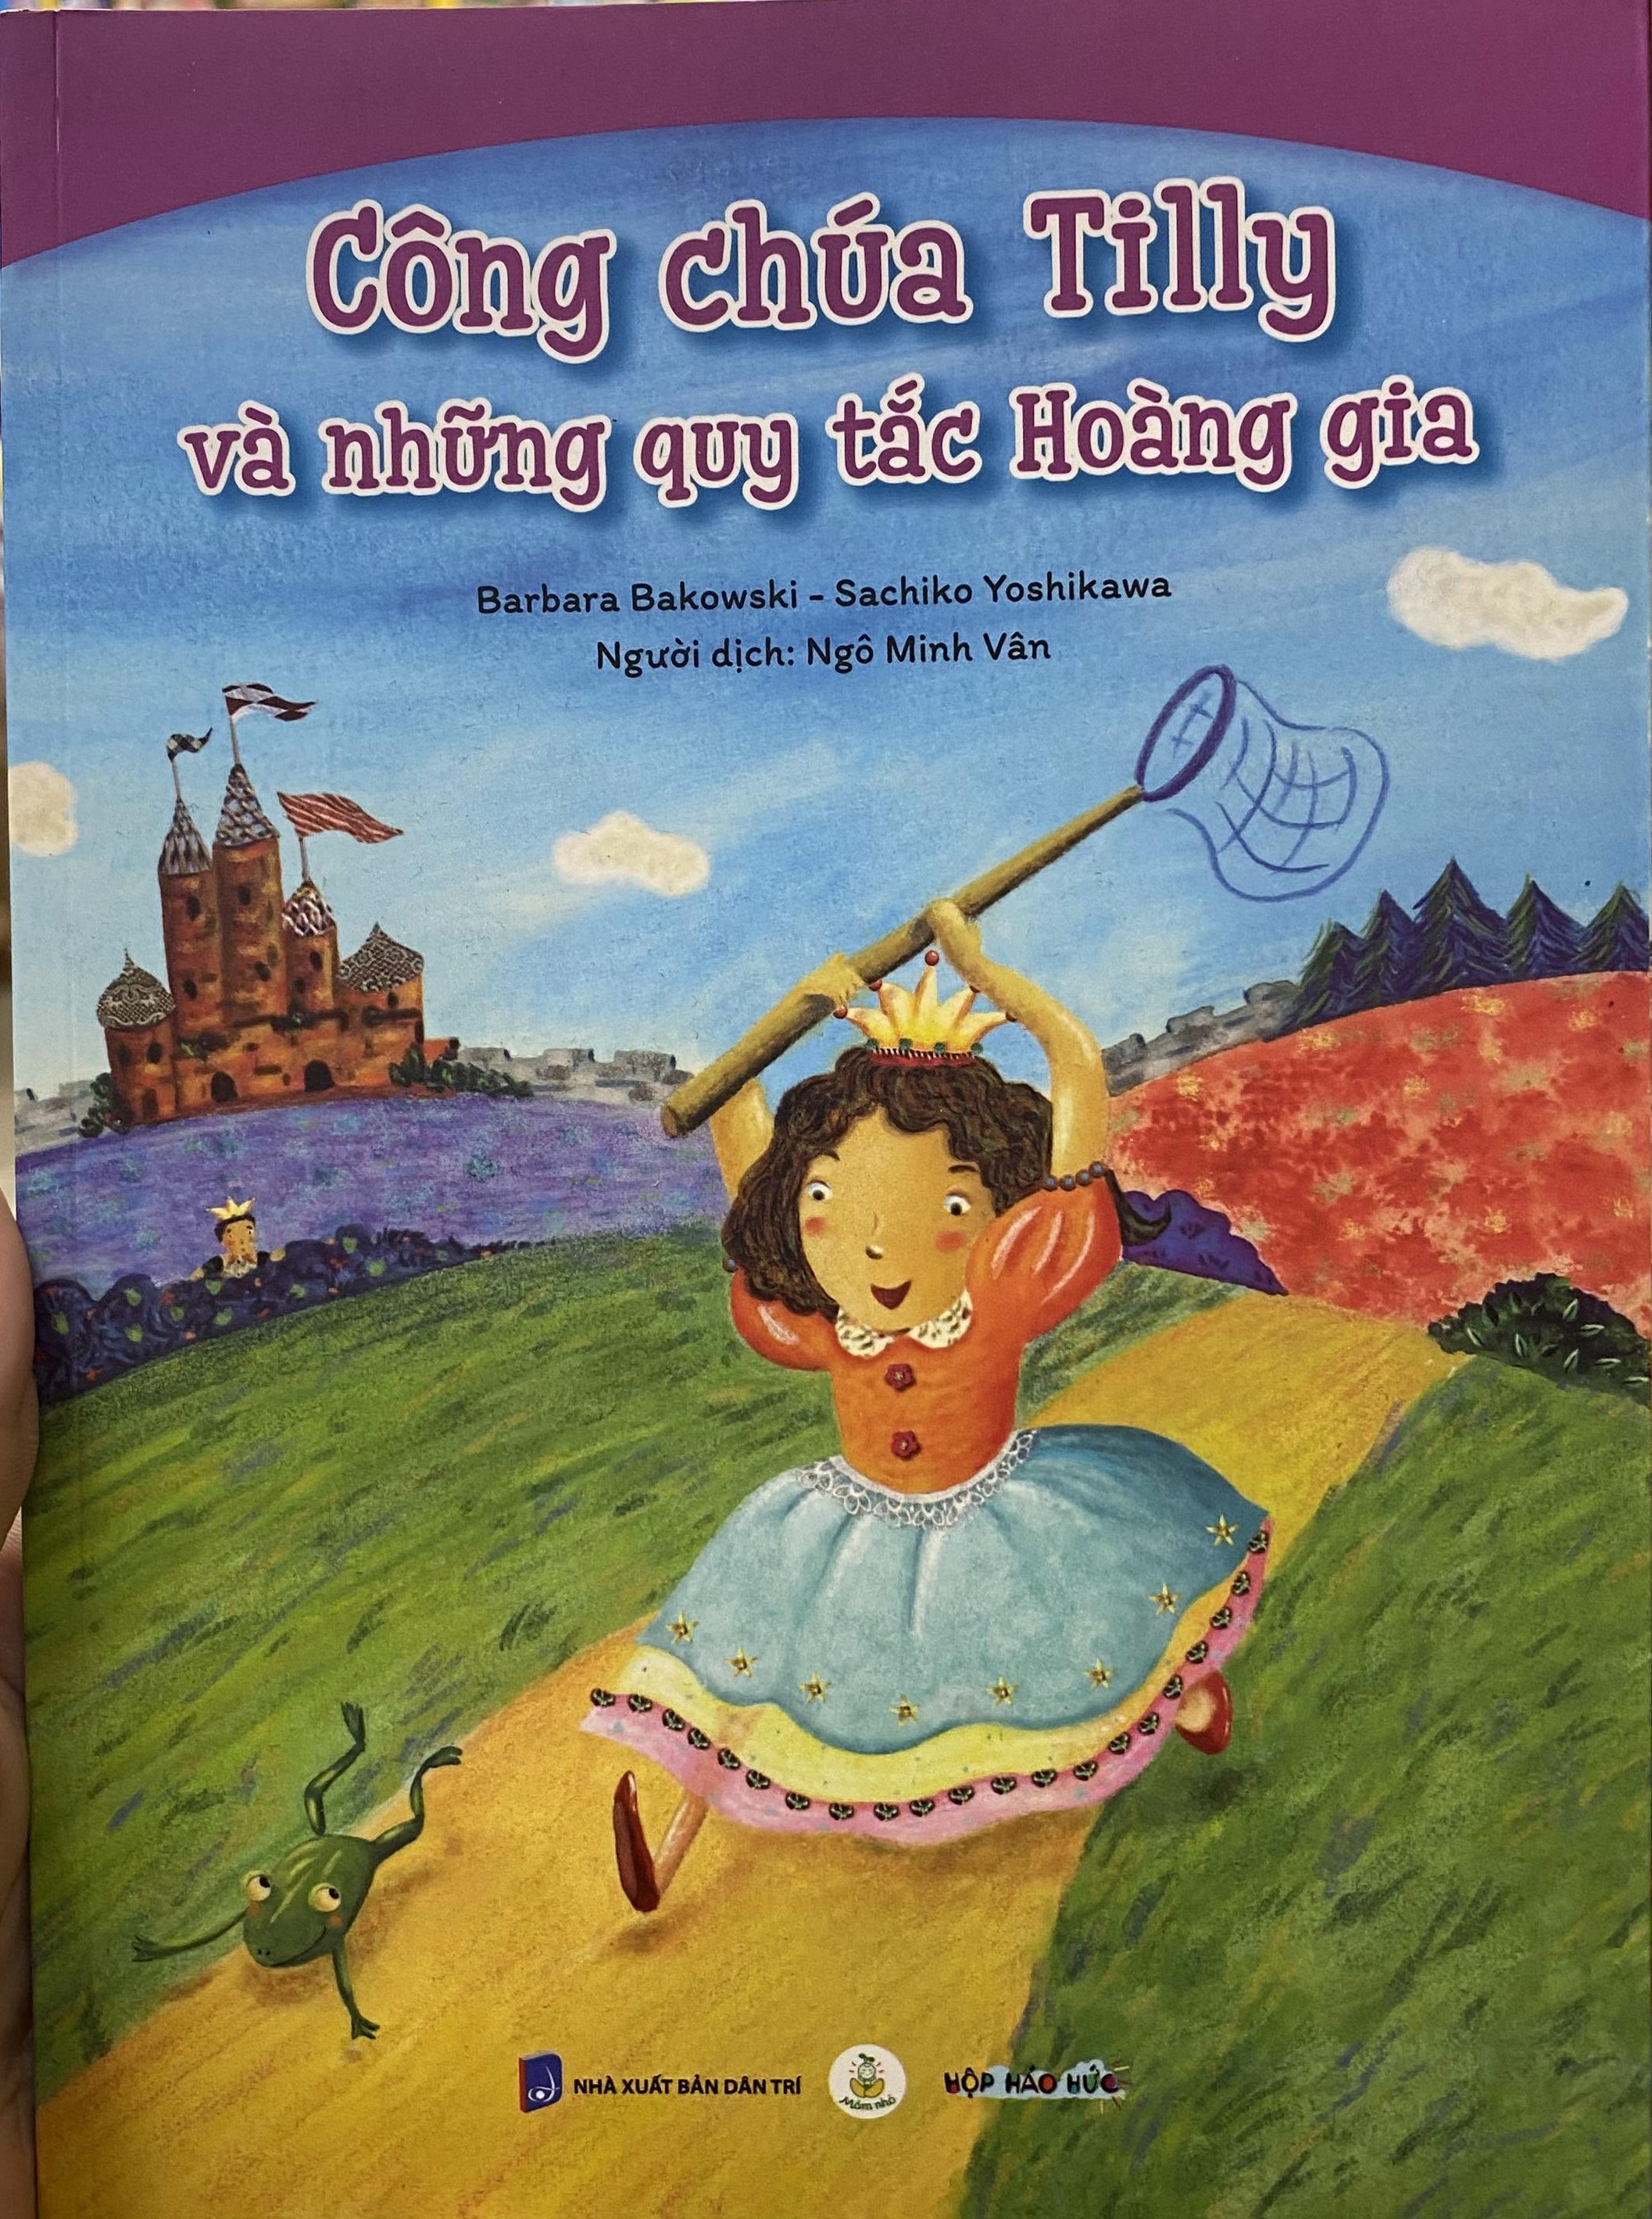 Công chúa Tilly
và những quy tắc Hoàng gia
Barbara Bakowski - Sachiko Yoshikawa
Người dịch: Ngô Minh Vân
NHÀ XUẤT BẢN DÂN TRÍ
Mầm nhỏ
HỘP HÁO HỨC